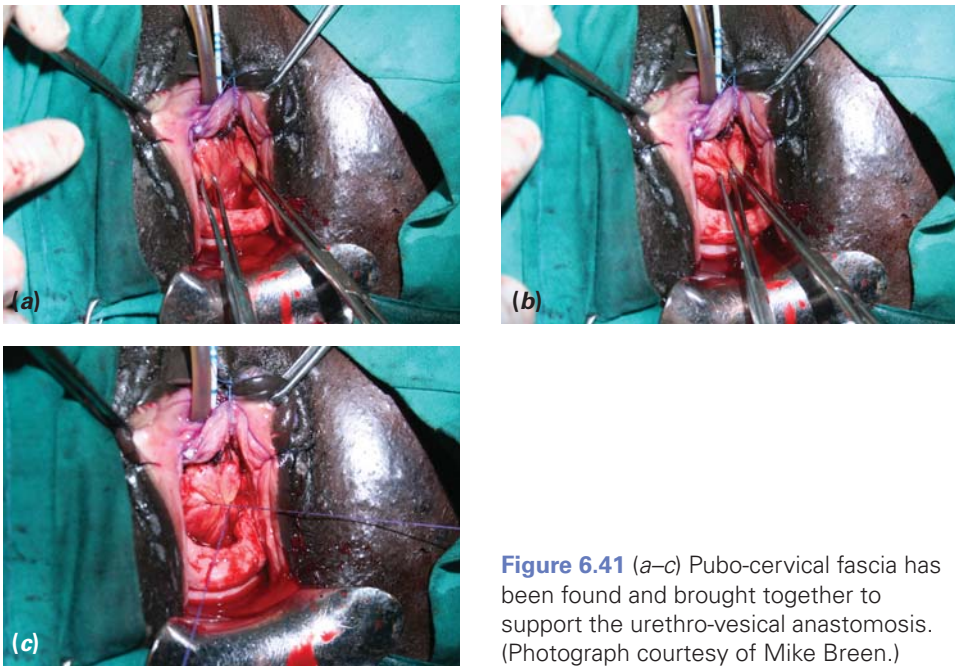 (a)
(b)
(c)
Figure 6.41 (a–c) Pubo-cervical fascia has
been found and brought together to
support the urethro-vesical anastomosis.
(Photograph courtesy of Mike Breen.)